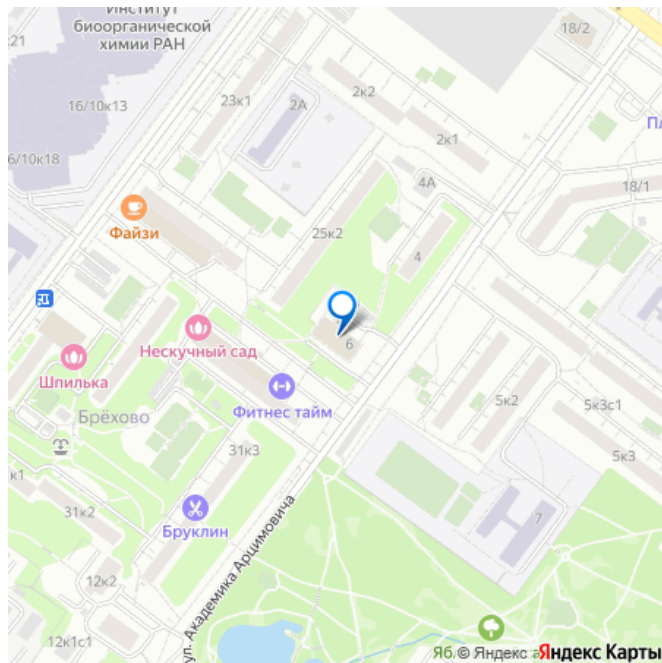 Институт
биоорганической
химии РАН
21
18/2
16/10к13
6/10к18
23к1
2А
2к2
2к1
Пл
18/1
4А
Файзи
25к2
4
6
Нескучный сад
Шпилька
Фитнес тайм
Брёхово
31к3
5к2
5к3с1
5к3
к1
31к2
Бруклин
7
ул. Академика Арцимовича
12к2
12к1с1
Ябл
© Яндекс
Яндекс Карты